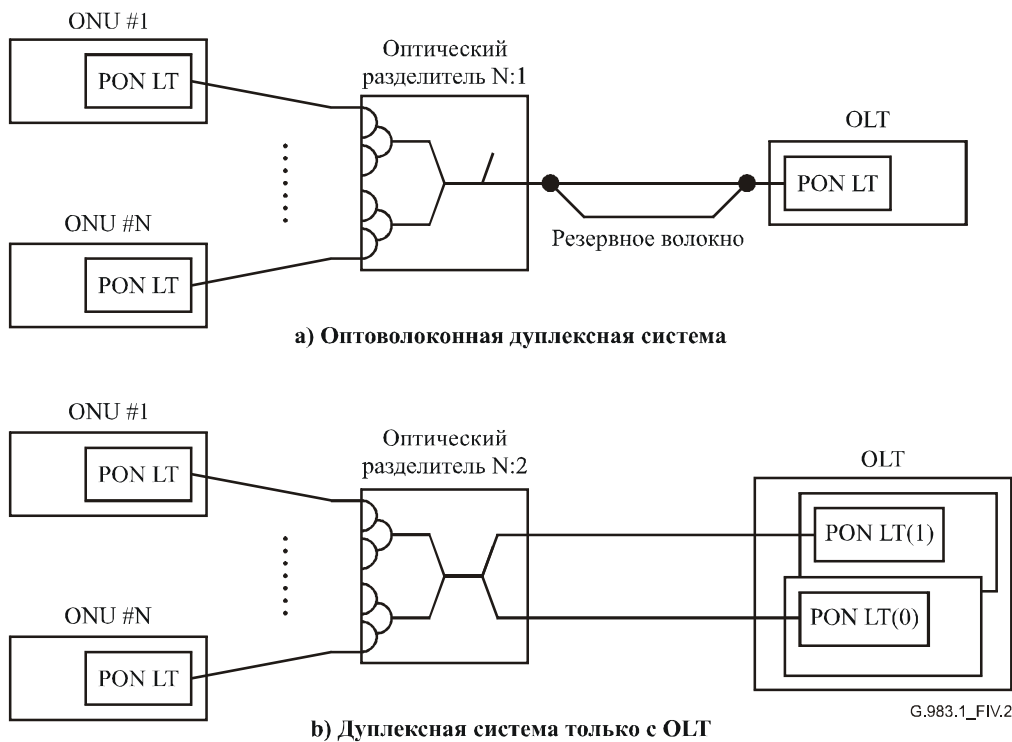 ONU #1
PON LT
Оптический
разделитель N:1
OLT
PON LT
ONU #N
PON LT
Резервное волокно
a) Оптоволоконная дуплексная система
ONU #1
PON LT
Оптический
разделитель N:2
OLT
PON LT(1)
PON LT(0)
ONU #N
PON LT
G.983.1_FIV.2
b) Дуплексная система только с OLT